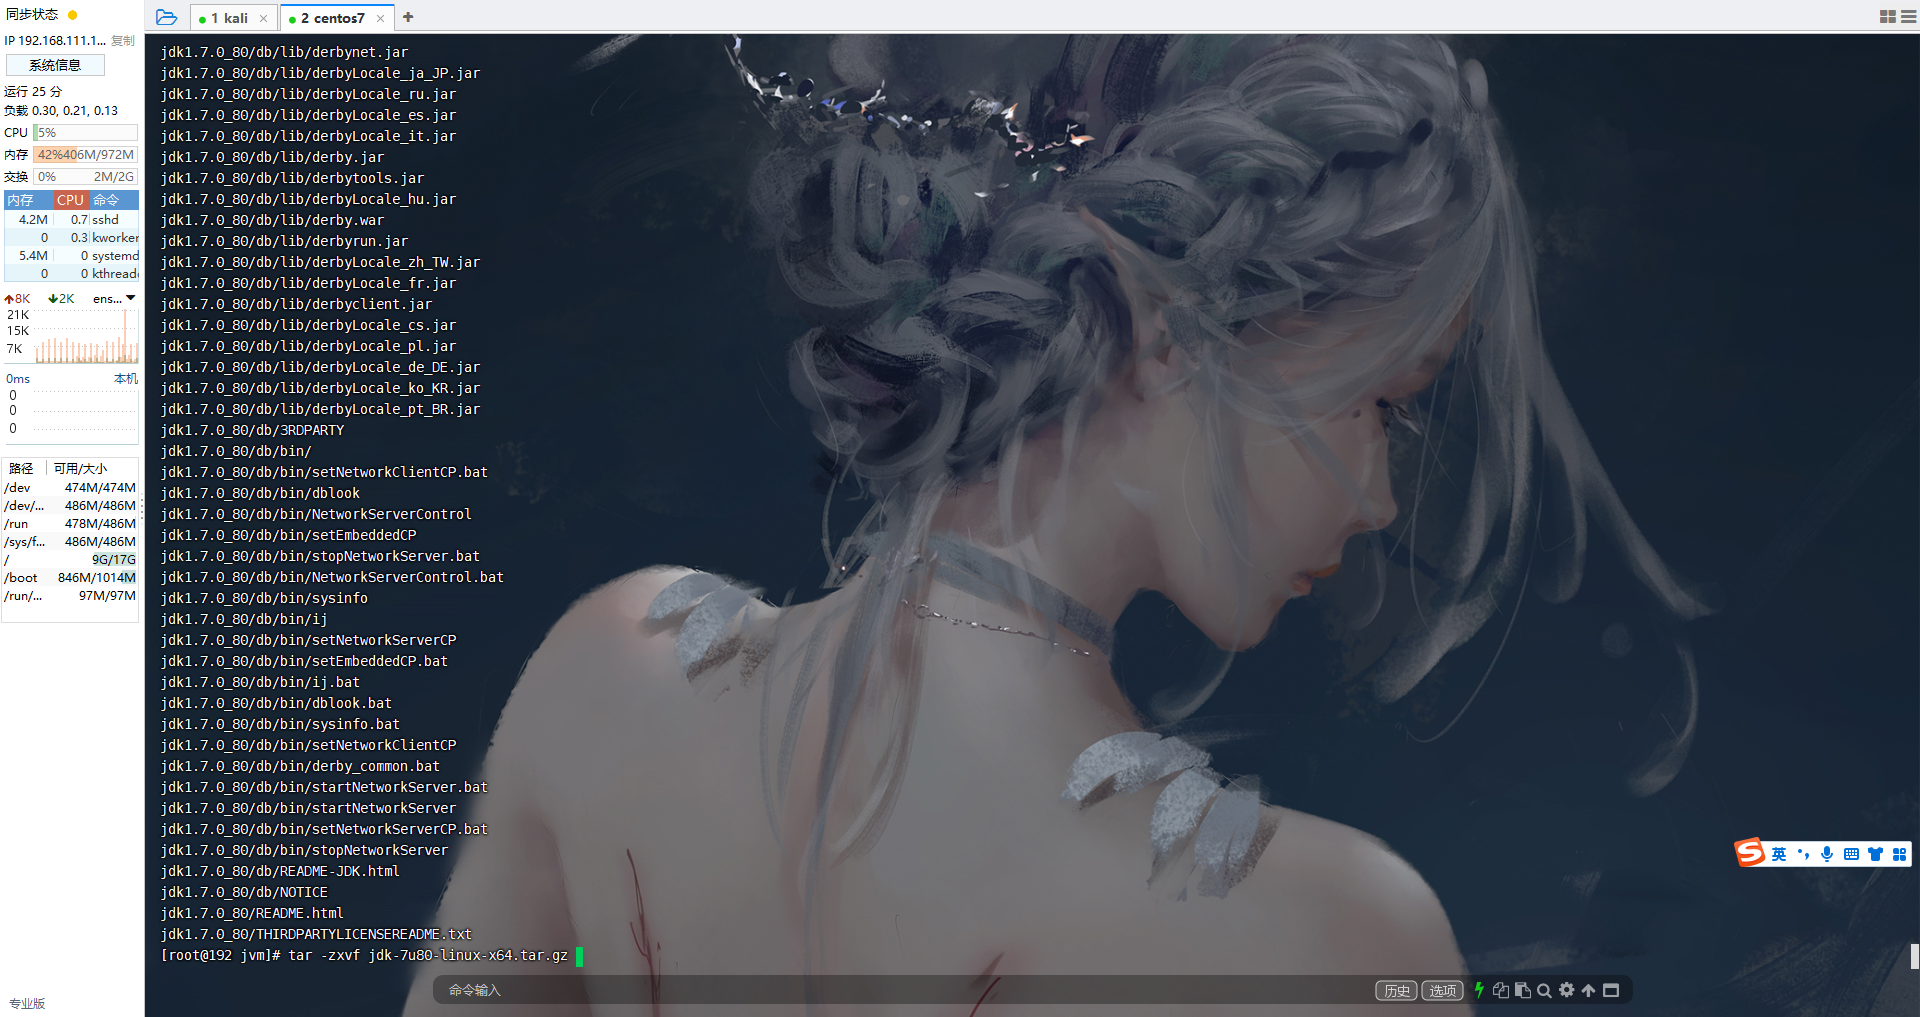 同步状态
IP 192.168.111.1... 复制
系统信息
运行 25 分
负载 0.30, 0.21, 0.13
CPU 5%
内存 42% 406M/972M
交换 0% 2M/2G
内存 CPU 命令
4.2M 0.7 sshd
0 0.3 kworker
5.4M 0 systemd
0 0 kthread
8K 2K ens...
21K
15K
7K
0ms 本机
0
0
0
路径 可用/大小
/dev 474M/474M
/dev/... 486M/486M
/run 478M/486M
/sys/f... 486M/486M
/ 9G/17G
/boot 846M/1014M
/run/... 97M/97M
专业版
1 kali
2 centos7
jdk1.7.0_80/db/lib/derbynet.jar
jdk1.7.0_80/db/lib/derbyLocale_ja_JP.jar
jdk1.7.0_80/db/lib/derbyLocale_ru.jar
jdk1.7.0_80/db/lib/derbyLocale_es.jar
jdk1.7.0_80/db/lib/derbyLocale_it.jar
jdk1.7.0_80/db/lib/derby.jar
jdk1.7.0_80/db/lib/derbytools.jar
jdk1.7.0_80/db/lib/derbyLocale_hu.jar
jdk1.7.0_80/db/lib/derby.war
jdk1.7.0_80/db/lib/derbyrun.jar
jdk1.7.0_80/db/lib/derbyLocale_zh_TW.jar
jdk1.7.0_80/db/lib/derbyLocale_fr.jar
jdk1.7.0_80/db/lib/derbyclient.jar
jdk1.7.0_80/db/lib/derbyLocale_cs.jar
jdk1.7.0_80/db/lib/derbyLocale_pl.jar
jdk1.7.0_80/db/lib/derbyLocale_de_DE.jar
jdk1.7.0_80/db/lib/derbyLocale_ko_KR.jar
jdk1.7.0_80/db/lib/derbyLocale_pt_BR.jar
jdk1.7.0_80/db/3RDPARTY
jdk1.7.0_80/db/bin/
jdk1.7.0_80/db/bin/setNetworkClientCP.bat
jdk1.7.0_80/db/bin/dblook
jdk1.7.0_80/db/bin/NetworkServerControl
jdk1.7.0_80/db/bin/setEmbeddedCP
jdk1.7.0_80/db/bin/stopNetworkServer.bat
jdk1.7.0_80/db/bin/NetworkServerControl.bat
jdk1.7.0_80/db/bin/sysinfo
jdk1.7.0_80/db/bin/ij
jdk1.7.0_80/db/bin/setNetworkServerCP
jdk1.7.0_80/db/bin/setEmbeddedCP.bat
jdk1.7.0_80/db/bin/ij.bat
jdk1.7.0_80/db/bin/dblook.bat
jdk1.7.0_80/db/bin/sysinfo.bat
jdk1.7.0_80/db/bin/setNetworkClientCP
jdk1.7.0_80/db/bin/derby_common.bat
jdk1.7.0_80/db/bin/startNetworkServer.bat
jdk1.7.0_80/db/bin/startNetworkServer
jdk1.7.0_80/db/bin/setNetworkServerCP.bat
jdk1.7.0_80/db/bin/stopNetworkServer
jdk1.7.0_80/db/README-JDK.html
jdk1.7.0_80/db/NOTICE
jdk1.7.0_80/README.html
jdk1.7.0_80/THIRDPARTYLICENSEREADME.txt
[root@192 jvm]# tar -zxvf jdk-7u80-linux-x64.tar.gz
命令输入
历史 选项
S 英